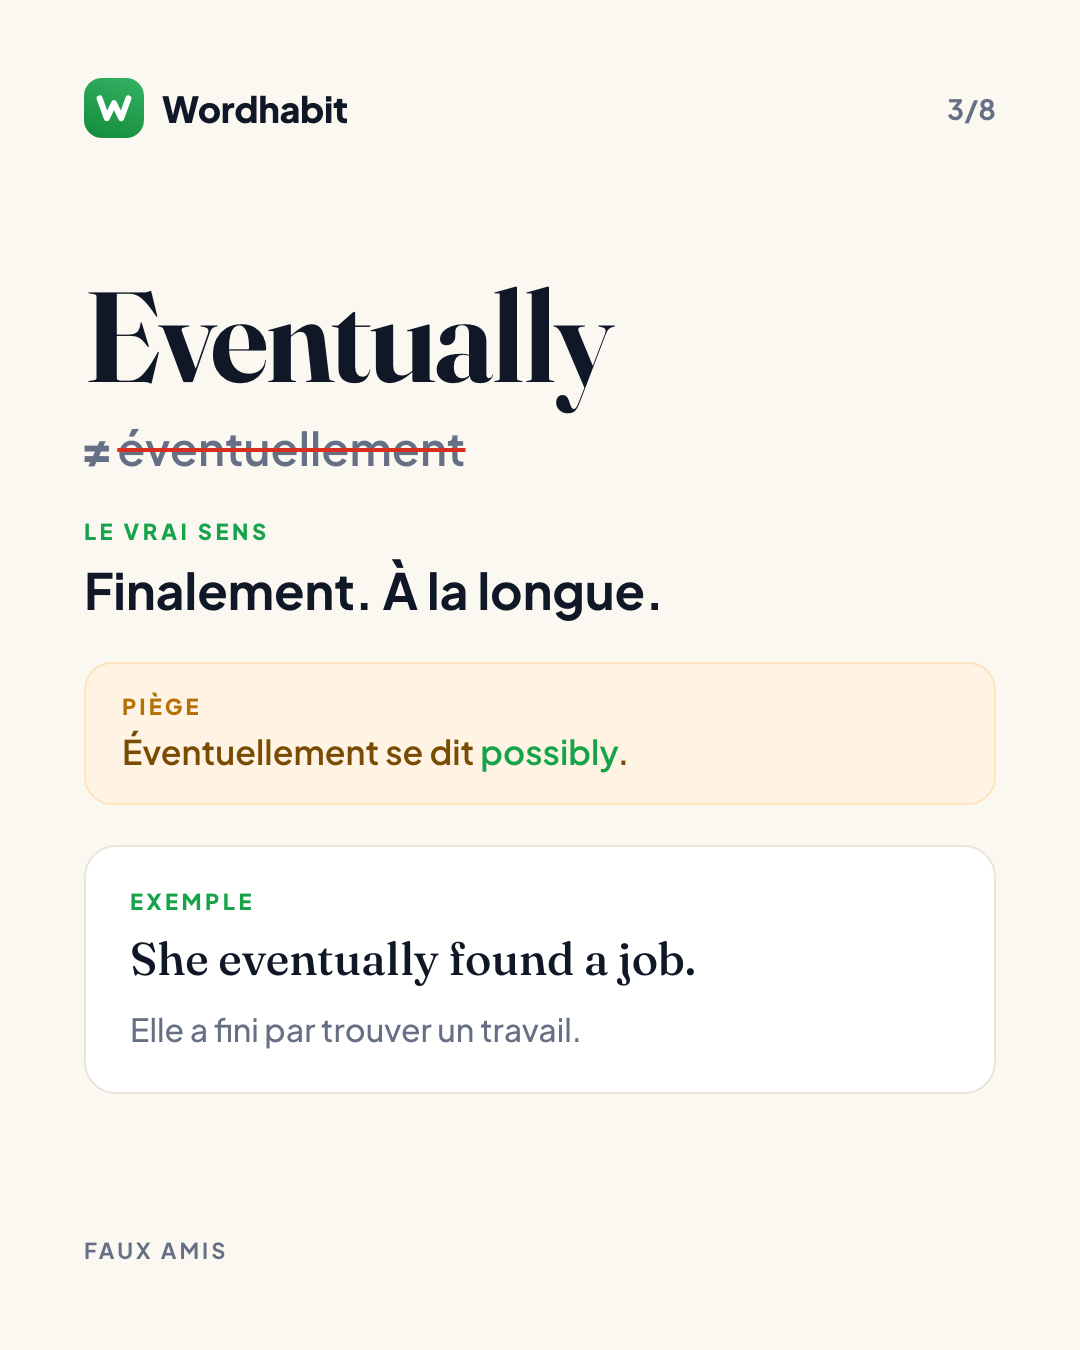 Wordhabit
3/8
Eventually
≠ éventuellement
LE VRAI SENS
Finalement. À la longue.
PIÈGE
Éventuellement se dit possibly.
EXEMPLE
She eventually found a job.
Elle a fini par trouver un travail.
FAUX AMIS